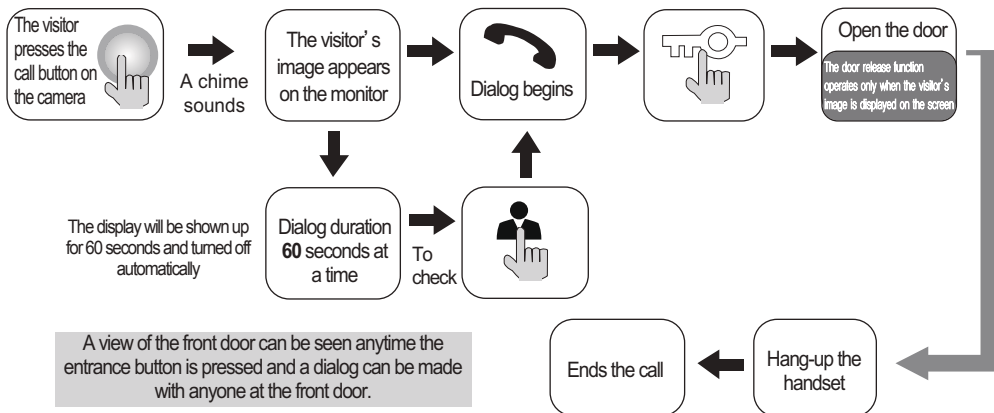 The visitor
presses the
call button on
the camera
A chime
sounds
The visitor's
image appears
on the monitor
Dialog begins
Open the door
The door release function
operates only when the visitor's
image is displayed on the screen
The display will be shown up
for 60 seconds and turned off
automatically
Dialog duration
60 seconds at
a time
To
check
A view of the front door can be seen anytime the
entrance button is pressed and a dialog can be made
with anyone at the front door.
Ends the call
Hang-up the
handset